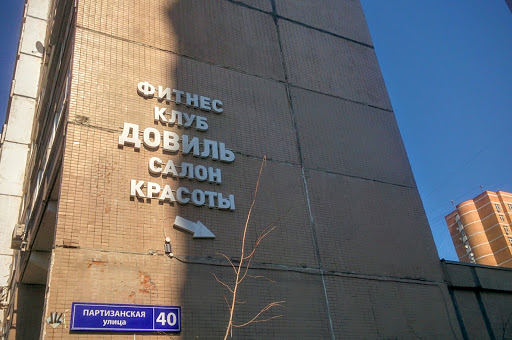 ФИТНЕС
КЛУБ
ДОВИЛЬ
САЛОН
КРАСОТЫ
ПАРТИЗАНСКАЯ
улица
40